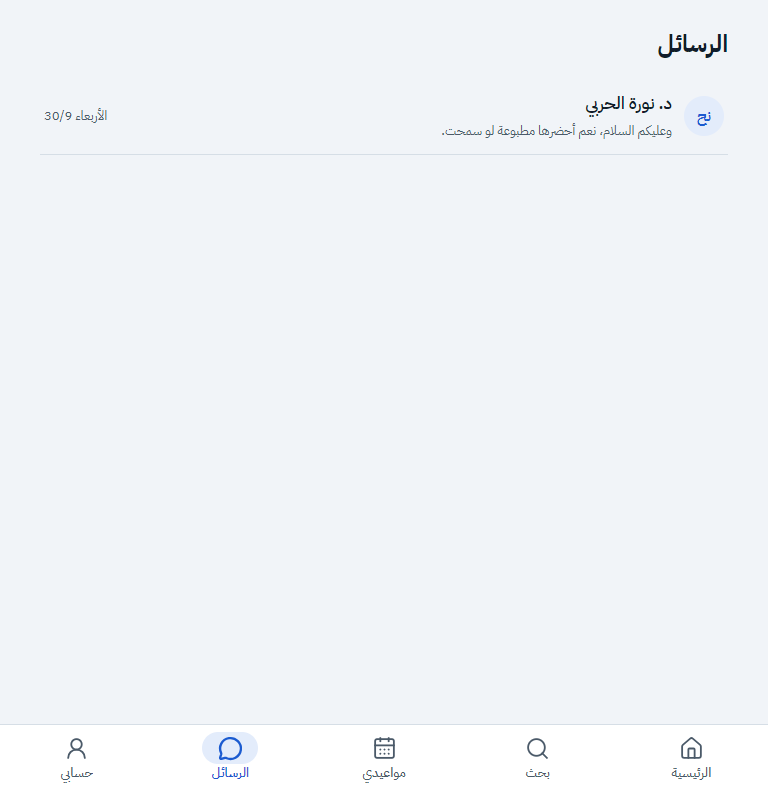 الرسائل
نح
د. نورة الحربي
الأربعاء 30/9
وعليكم السلام، نعم أحضرها مطبوعة لو سمحت.
الرئيسية
بحث
مواعيدي
الرسائل
حسابي